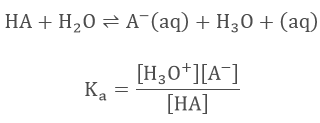 HA + H₂O ⇌ A⁻(aq) + H₃O + (aq)
Kₐ = [H₃O⁺][A⁻] / [HA]